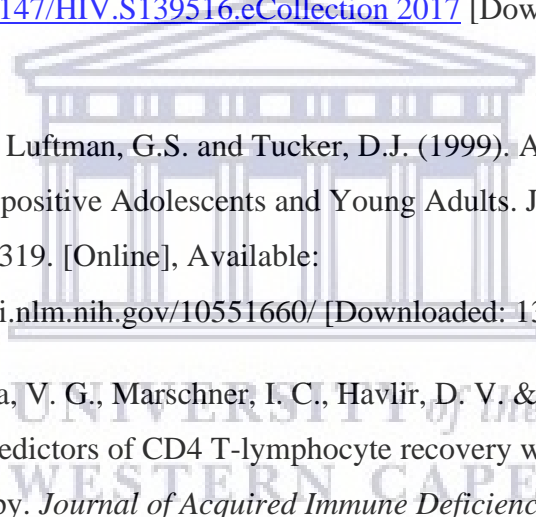 147/HIV.S139516.eCollection 2017 [Dow
Luftman, G.S. and Tucker, D.J. (1999). A
positive Adolescents and Young Adults. J
319. [Online], Available:
i.nlm.nih.gov/10551660/ [Downloaded: 13
a, V. G., Marschner, I. C., Havlir, D. V. &
UNIVERSITY of the
edictors of CD4 T-lymphocyte recovery w
WESTERN CAPE
py. Journal of Acquired Immune Deficienc